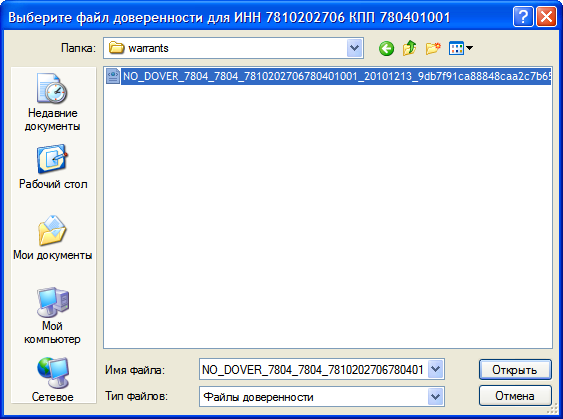 Выберите файл доверенности для ИНН 7810202706 КПП 780401001
Папка:
warrants
NO_DOVER_7804_7804_7810202706780401001_20101213_9db7f91ca88848caa2c7b65
Недавние
документы
Рабочий стол
Мои документы
Мой
компьютер
Сетевое
Имя файла:
NO_DOVER_7804_7804_7810202706780401
Открыть
Тип файлов:
Файлы доверенности
Отмена